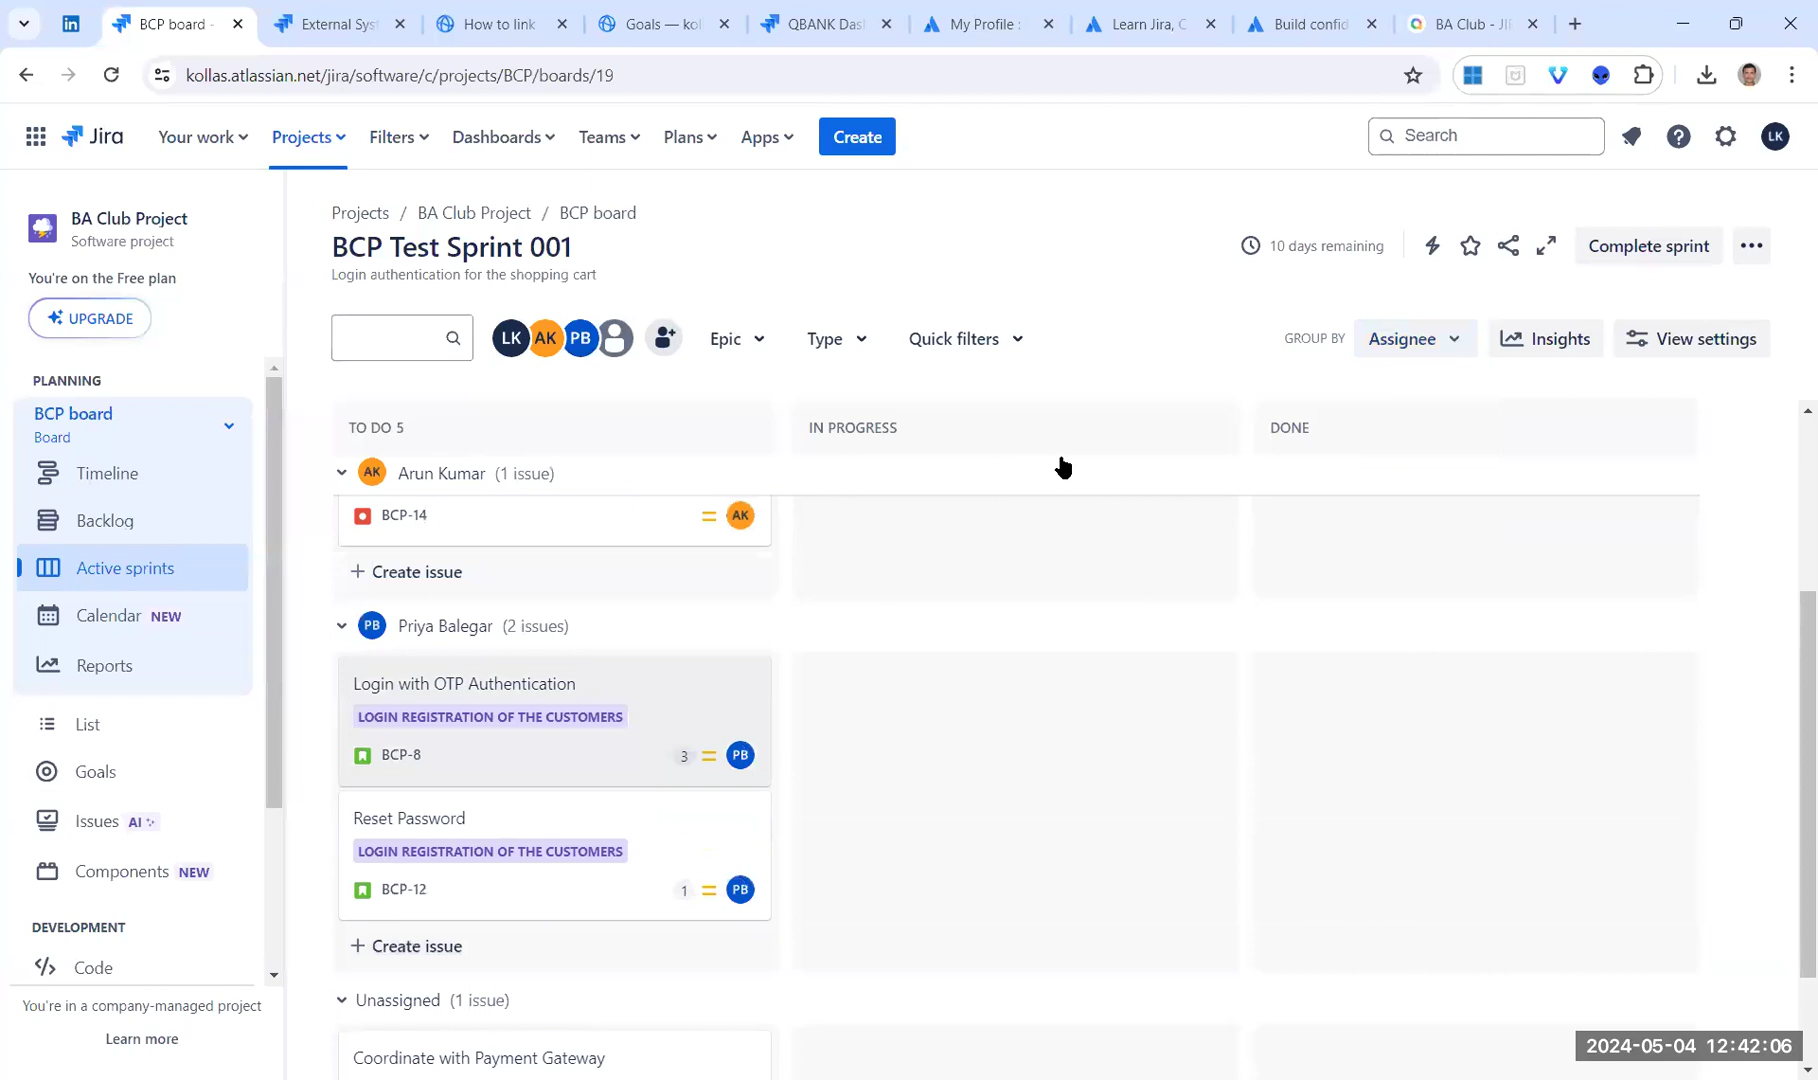 BCP board -
External Sys
How to link
Goals — kol
QBANK Das
My Profile :
Learn Jira, C
Build confid
BA Club - JI
kollas.atlassian.net/jira/software/c/projects/BCP/boards/19
Jira
Your work
Projects
Filters
Dashboards
Teams
Plans
Apps
Create
Search
LK
BA Club Project
Software project
You're on the Free plan
UPGRADE
PLANNING
BCP board
Board
Timeline
Backlog
Active sprints
Calendar NEW
Reports
List
Goals
Issues AI
Components NEW
DEVELOPMENT
Code
You're in a company-managed project
Learn more
Projects / BA Club Project / BCP board
BCP Test Sprint 001
Login authentication for the shopping cart
10 days remaining
Complete sprint
LK AK PB
Epic
Type
Quick filters
GROUP BY
Assignee
Insights
View settings
TO DO 5
IN PROGRESS
DONE
AK Arun Kumar (1 issue)
BCP-14
AK
+ Create issue
PB Priya Balegar (2 issues)
Login with OTP Authentication
LOGIN REGISTRATION OF THE CUSTOMERS
BCP-8
3
PB
Reset Password
LOGIN REGISTRATION OF THE CUSTOMERS
BCP-12
1
PB
+ Create issue
Unassigned (1 issue)
Coordinate with Payment Gateway
2024-05-04 12:42:06